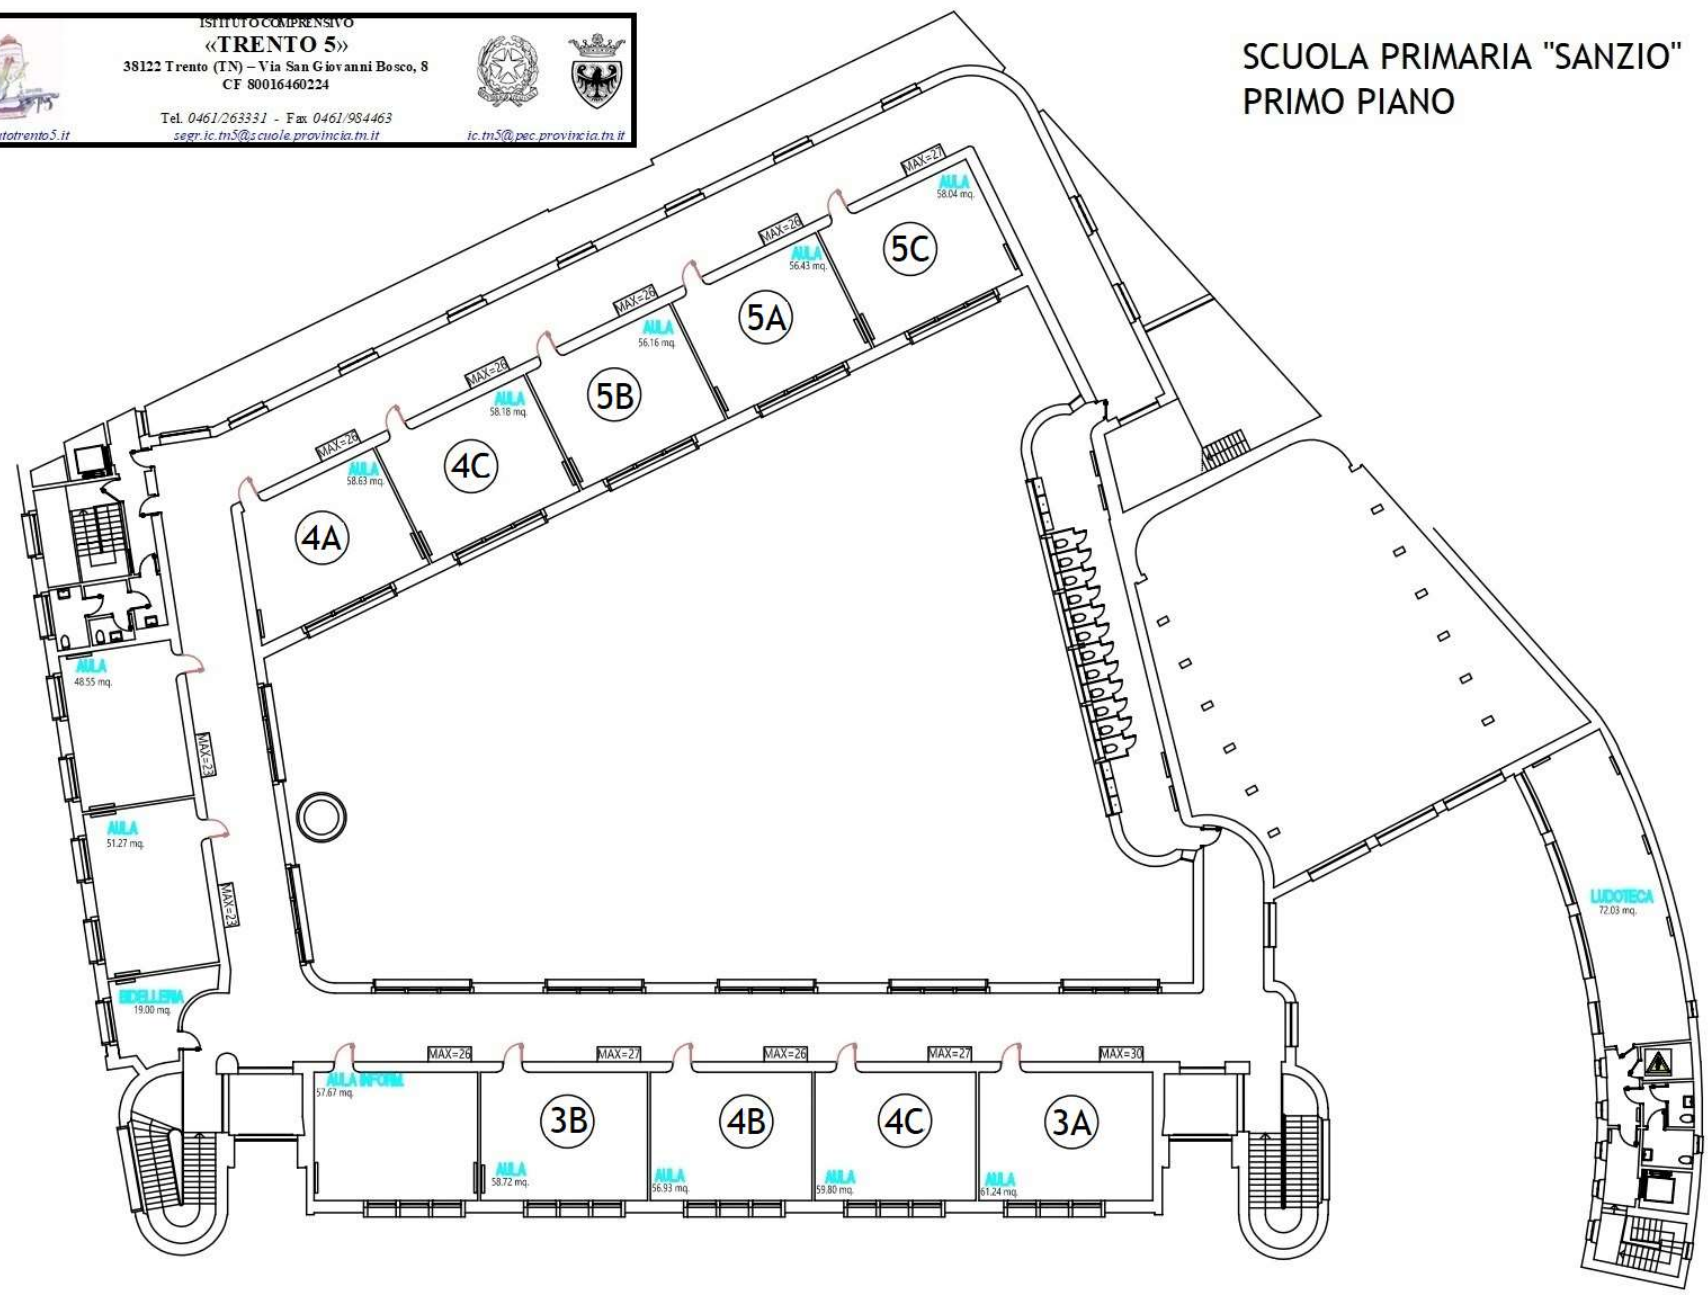 ISTITUTO COMPRENSIVO
«TRENTO 5»
38122 Trento (TN) – Via San Giovanni Bosco, 8
CF 80016460224
Tel. 0461/263331 - Fax 0461/984463
totrento5.it segr.ic.tn5@scuole.provincia.tn.it ic.tn5@pec.provincia.tn.it
SCUOLA PRIMARIA "SANZIO"
PRIMO PIANO
MAX=27
AULA
58.04 mq.
5C
MAX=26
AULA
56.43 mq.
5A
MAX=26
AULA
56.16 mq.
5B
MAX=26
AULA
58.18 mq.
4C
MAX=26
AULA
58.63 mq.
4A
AULA
48.55 mq.
MAX=23
AULA
51.27 mq.
MAX=23
BIDELLERIA
19.00 mq.
LUDOTECA
72.03 mq.
MAX=26
AULA INFORM.
57.67 mq.
MAX=27
3B
AULA
58.72 mq.
MAX=26
4B
AULA
56.93 mq.
MAX=27
4C
AULA
59.80 mq.
MAX=30
3A
AULA
61.24 mq.